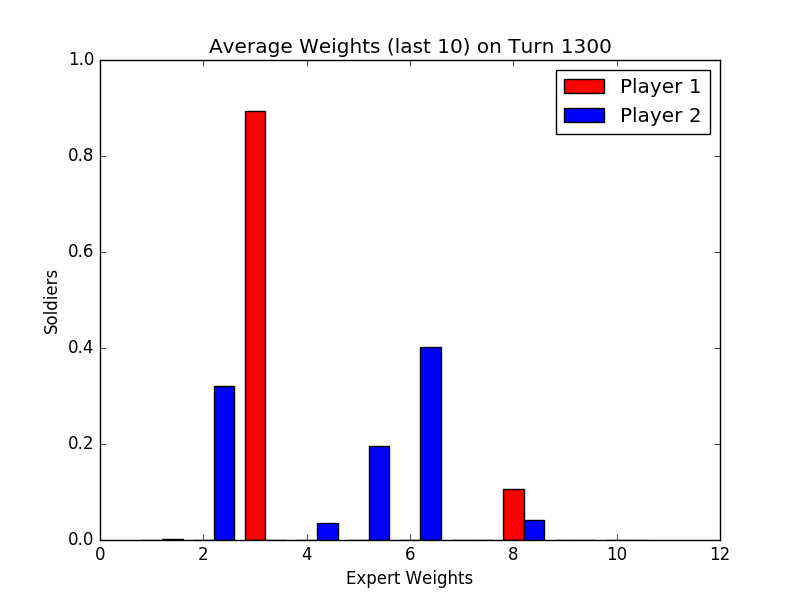 Average Weights (last 10) on Turn 1300
Player 1
Player 2
1.0
0.8
0.6
0.4
0.2
0.0
Soldiers
0 2 4 6 8 10 12
Expert Weights